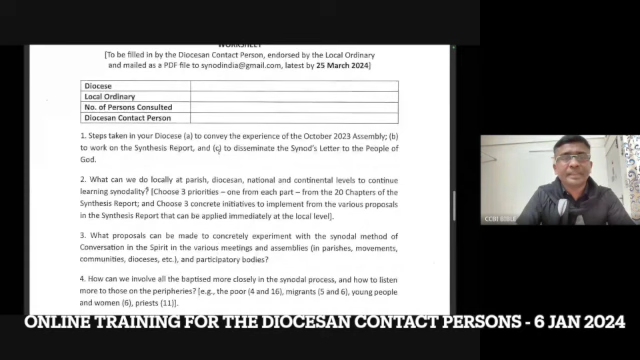 WORKSHEET
[To be filled in by the Diocesan Contact Person, endorsed by the Local Ordinary
and mailed as a PDF file to synodindia@gmail.com, latest by 25 March 2024]
Diocese
Local Ordinary
No. of Persons Consulted
Diocesan Contact Person
1. Steps taken in your Diocese (a) to convey the experience of the October 2023 Assembly; (b)
to work on the Synthesis Report, and (c) to disseminate the Synod's Letter to the People of
God.
2. What can we do locally at parish, diocesan, national and continental levels to continue
learning synodality? [Choose 3 priorities – one from each part – from the 20 Chapters of the
Synthesis Report; and Choose 3 concrete initiatives to implement from the various proposals
in the Synthesis Report that can be applied immediately at the local level].
3. What proposals can be made to concretely experiment with the synodal method of
Conversation in the Spirit in the various meetings and assemblies (in parishes, movements,
communities, dioceses, etc.), and participatory bodies?
4. How can we involve all the baptised more closely in the synodal process, and how to listen
more to those on the peripheries? [e.g., the poor (4 and 16), migrants (5 and 6), young people
and women (6), priests (11)].
CCBI BIBLE
ONLINE TRAINING FOR THE DIOCESAN CONTACT PERSONS - 6 JAN 2024